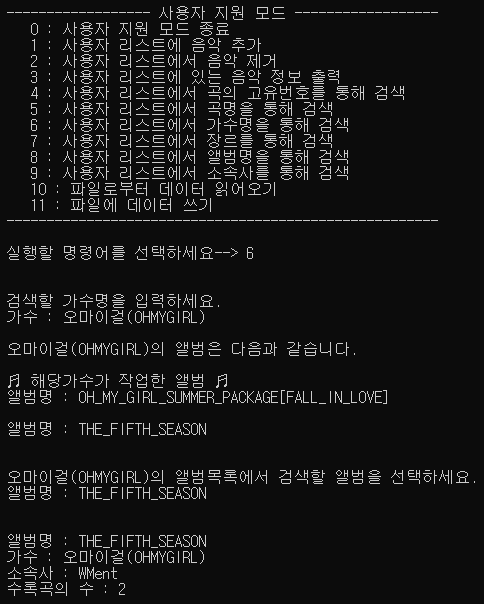 ------------------ 사용자 지원 모드 ------------------
0 : 사용자 지원 모드 종료
1 : 사용자 리스트에 음악 추가
2 : 사용자 리스트에서 음악 제거
3 : 사용자 리스트에 있는 음악 정보 출력
4 : 사용자 리스트에서 곡의 고유번호를 통해 검색
5 : 사용자 리스트에서 곡명을 통해 검색
6 : 사용자 리스트에서 가수명을 통해 검색
7 : 사용자 리스트에서 장르를 통해 검색
8 : 사용자 리스트에서 앨범명을 통해 검색
9 : 사용자 리스트에서 소속사를 통해 검색
10 : 파일로부터 데이터 읽어오기
11 : 파일에 데이터 쓰기
------------------------------------------------------
실행할 명령어를 선택하세요--> 6
검색할 가수명을 입력하세요.
가수 : 오마이걸(OHMYGIRL)
오마이걸(OHMYGIRL)의 앨범은 다음과 같습니다.
♬ 해당가수가 작업한 앨범 ♬
앨범명 : OH_MY_GIRL_SUMMER_PACKAGE[FALL_IN_LOVE]
앨범명 : THE_FIFTH_SEASON
오마이걸(OHMYGIRL)의 앨범목록에서 검색할 앨범을 선택하세요.
앨범명 : THE_FIFTH_SEASON
앨범명 : THE_FIFTH_SEASON
가수 : 오마이걸(OHMYGIRL)
소속사 : WMent
수록곡의 수 : 2